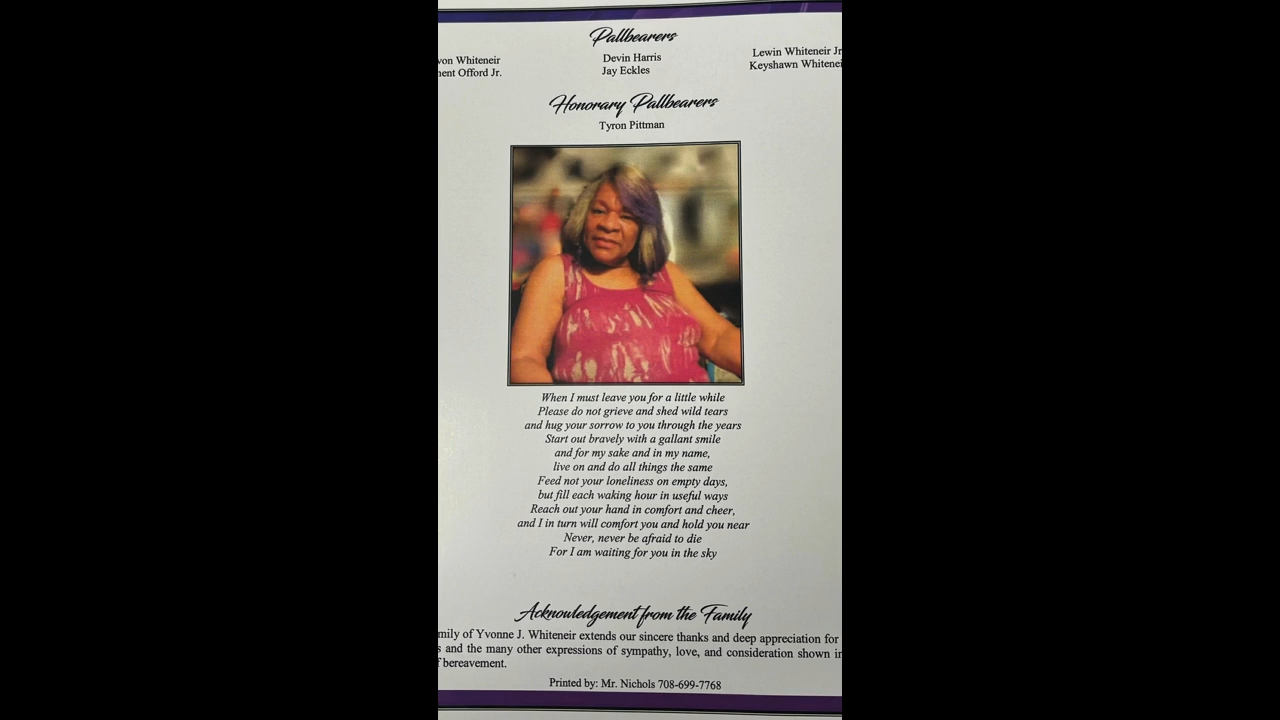 Pallbearers
von Whiteneir Devin Harris Lewin Whiteneir Jr
nent Offord Jr. Jay Eckles Keyshawn Whitenei
Honorary Pallbearers
Tyron Pittman
When I must leave you for a little while
Please do not grieve and shed wild tears
and hug your sorrow to you through the years
Start out bravely with a gallant smile
and for my sake and in my name,
live on and do all things the same
Feed not your loneliness on empty days,
but fill each waking hour in useful ways
Reach out your hand in comfort and cheer,
and I in turn will comfort you and hold you near
Never, never be afraid to die
For I am waiting for you in the sky
Acknowledgement from the Family
mily of Yvonne J. Whiteneir extends our sincere thanks and deep appreciation for
s and the many other expressions of sympathy, love, and consideration shown in
f bereavement.
Printed by: Mr. Nichols 708-699-7768